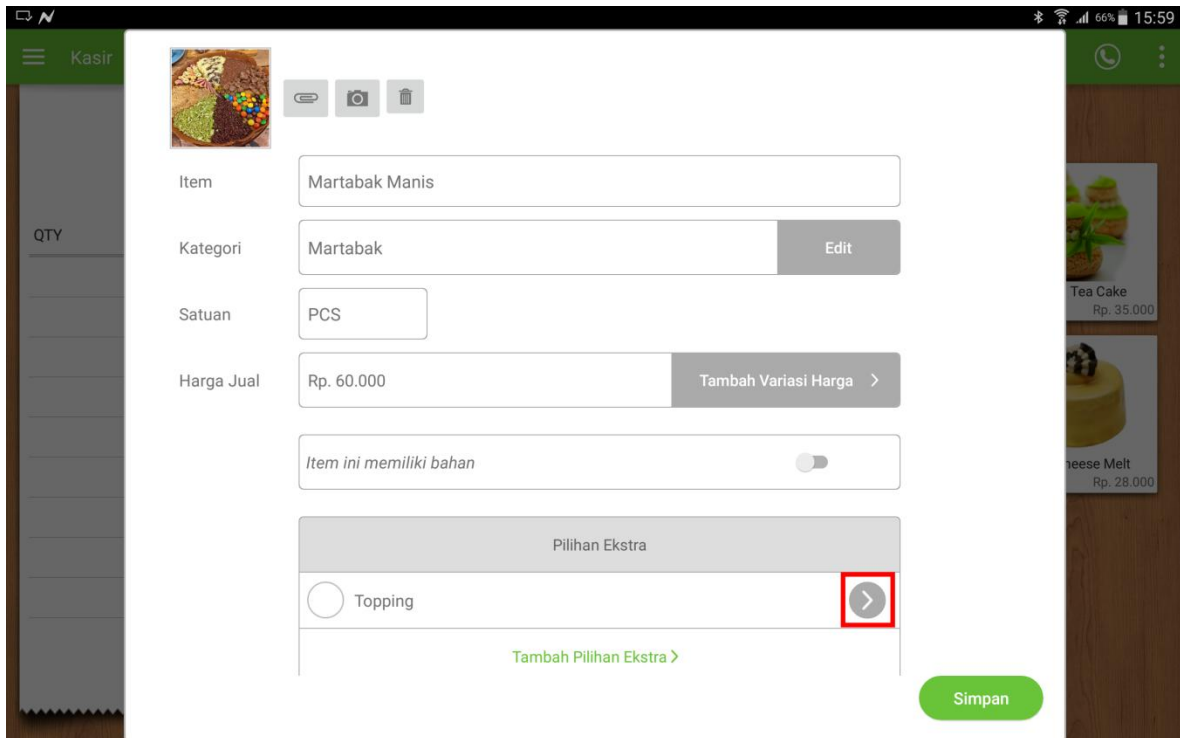 66% 15:59
Kasir
QTY
Item
Martabak Manis
Kategori
Martabak
Edit
Satuan
PCS
Harga Jual
Rp. 60.000
Tambah Variasi Harga
Item ini memiliki bahan
Pilihan Ekstra
Topping
Tambah Pilihan Ekstra
Simpan
Tea Cake
Rp. 35.000
heese Melt
Rp. 28.000